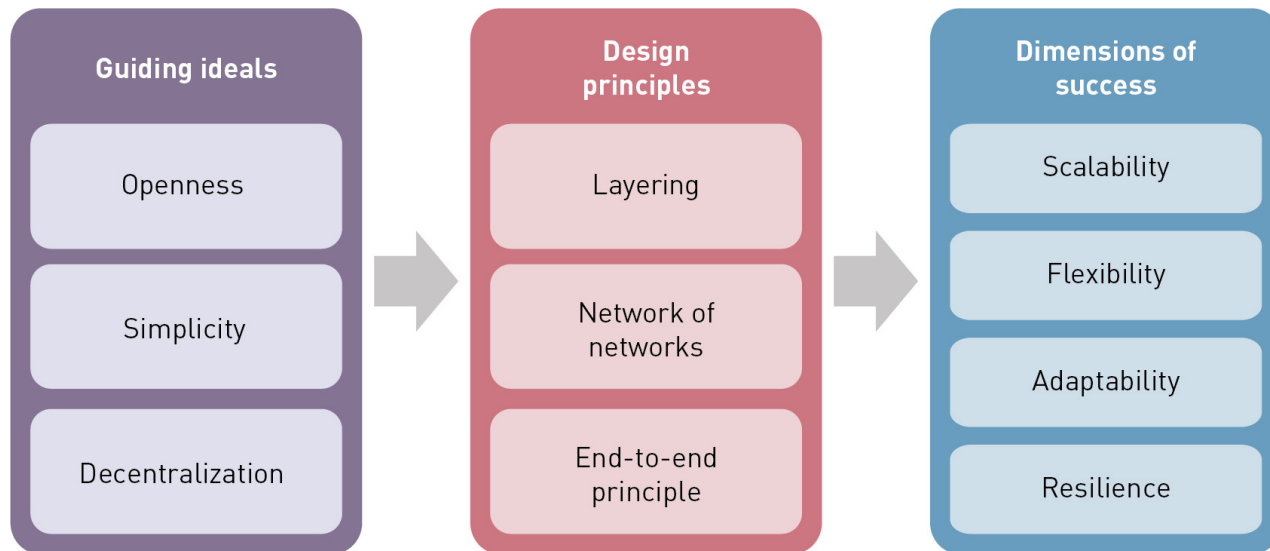 Guiding ideals
Openness
Simplicity
Decentralization
Design
principles
Layering
Network of
networks
End-to-end
principle
Dimensions of
success
Scalability
Flexibility
Adaptability
Resilience